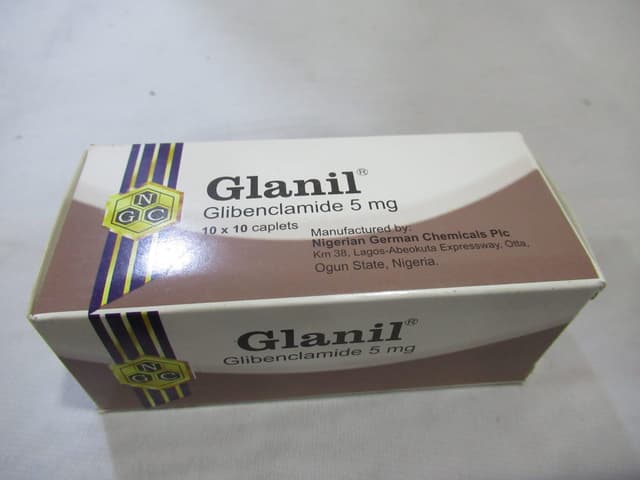 Glanil®
Glibenclamide 5 mg
10 x 10 caplets
Manufactured by:
Nigerian German Chemicals Plc
Km 38, Lagos-Abeokuta Expressway, Otta,
Ogun State, Nigeria.
N
G C
Glanil®
Glibenclamide 5 mg
N
G C